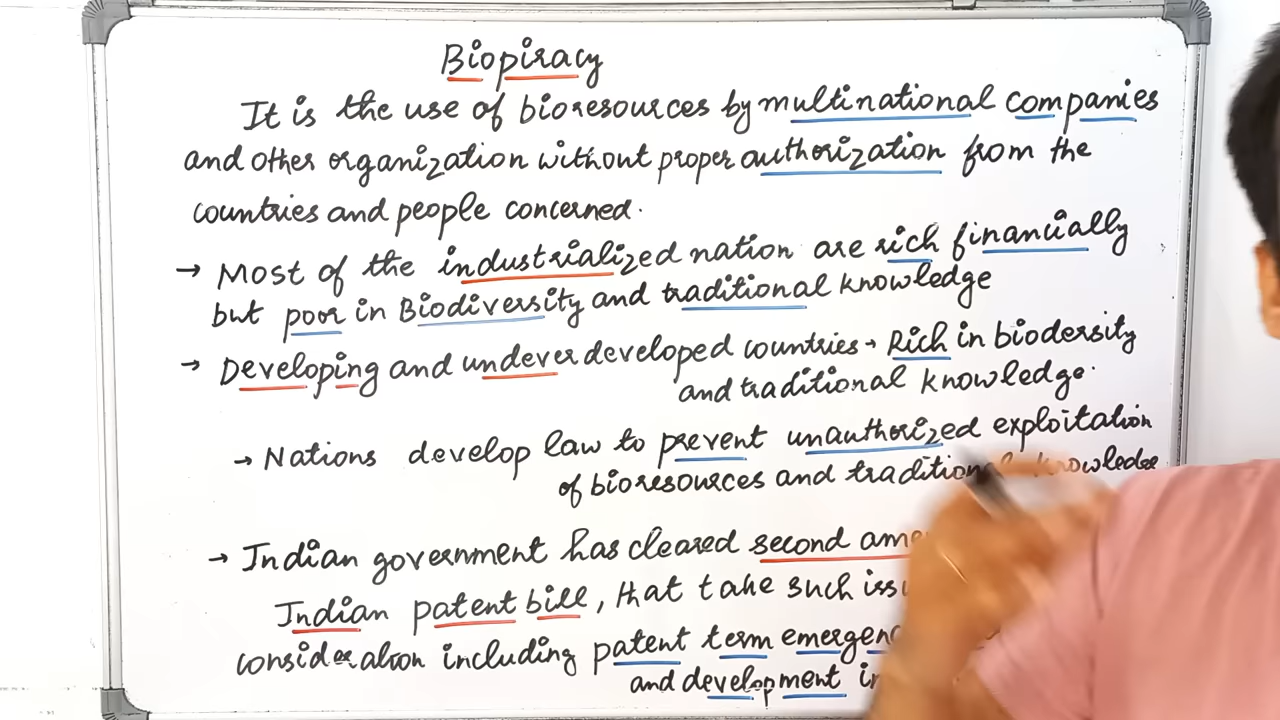 Biopiracy
It is the use of bioresources by multinational companies
and other organization without proper authorization from the
countries and people concerned.
→ Most of the industrialized nation are rich financially
but poor in Biodiversity and traditional knowledge
→ Developing and underdeveloped countries - Rich in biodersity
and traditional knowledge.
→ Nations develop law to prevent unauthorized exploitation
of bioresources and traditional knowledge
→ Indian government has cleared second
Indian patent bill, that take such
consideration including patent term
and development